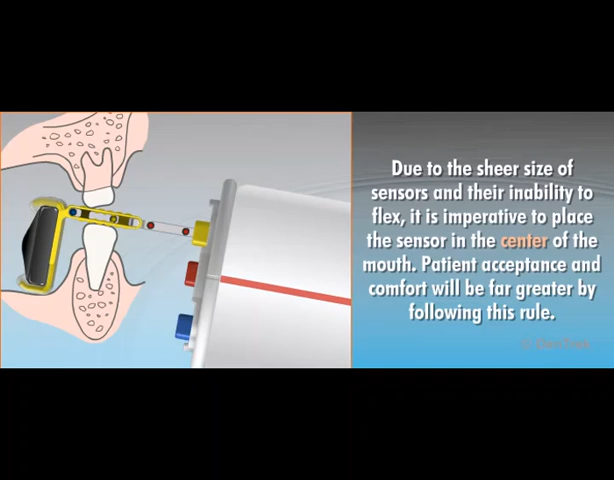 Due to the sheer size of
sensors and their inability to
flex, it is imperative to place
the sensor in the center of the
mouth. Patient acceptance and
comfort will be far greater by
following this rule.